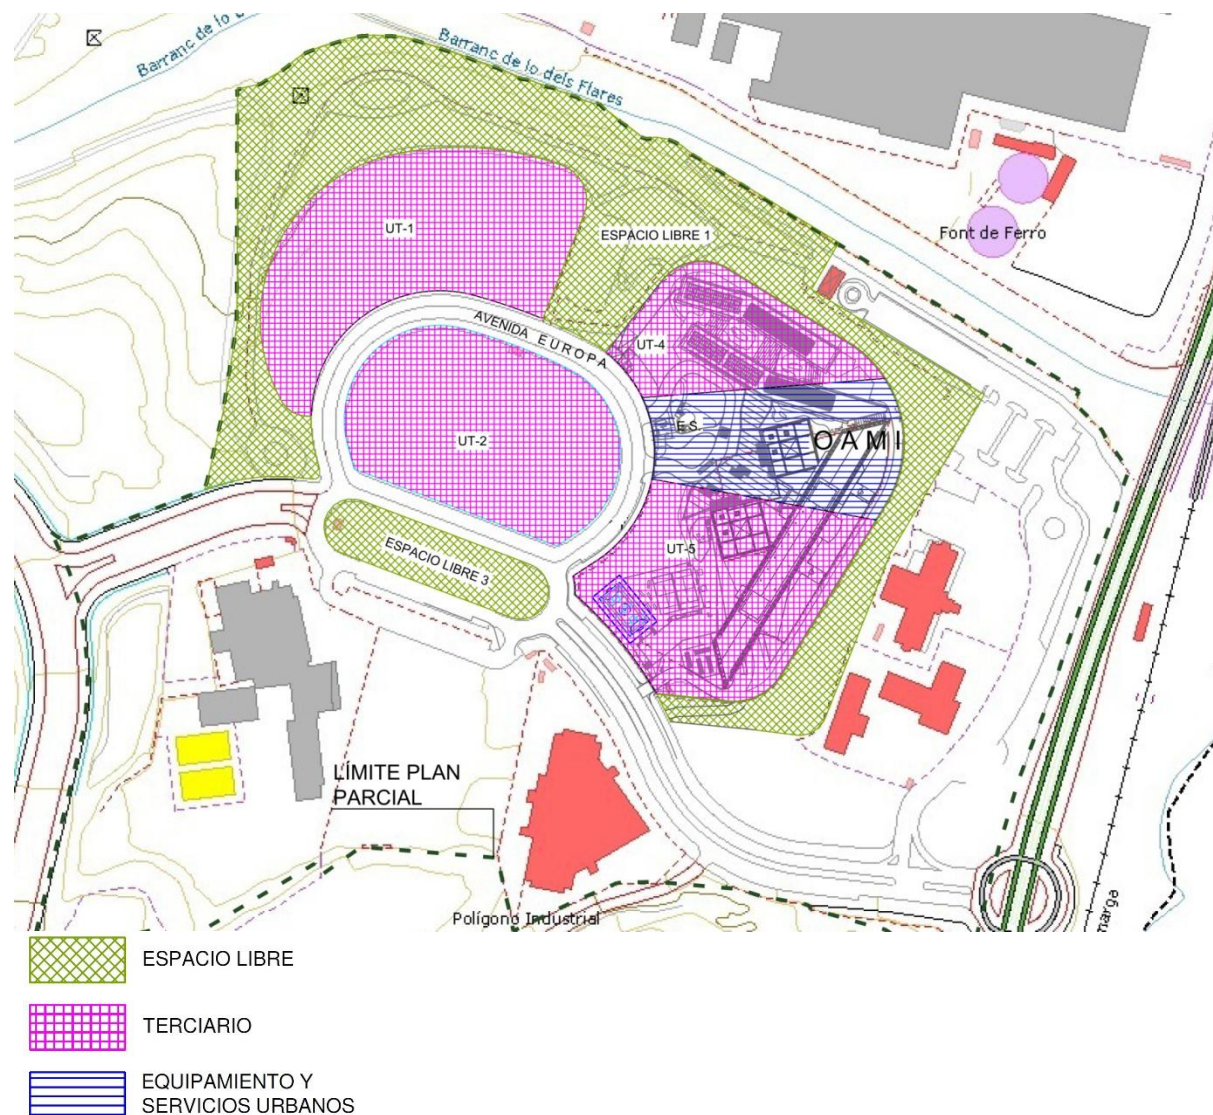 Barranc de lo d
Barranc de lo dels Flares
UT-1
ESPACIO LIBRE 1
Font de Ferro
AVENIDA EUROPA
UT-4
UT-2
E.S.
OAMI
UT-5
ESPACIO LIBRE 3
LÍMITE PLAN
PARCIAL
Polígono Industrial
marga
ESPACIO LIBRE
TERCIARIO
EQUIPAMIENTO Y
SERVICIOS URBANOS